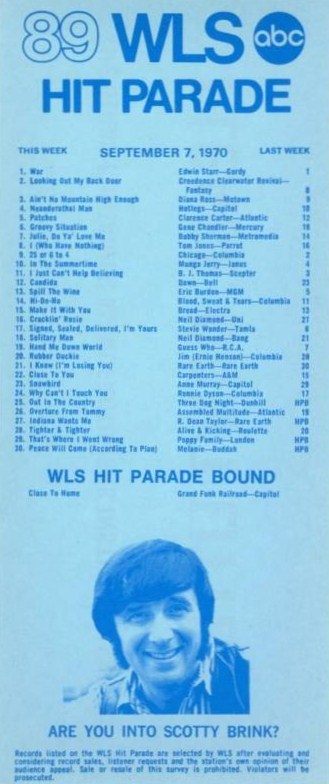 89 WLS abc
HIT PARADE
THIS WEEK SEPTEMBER 7, 1970 LAST WEEK
1. War Edwin Starr—Gordy 1
2. Looking Out My Back Door Creedence Clearwater Revival—
Fantasy 8
3. Ain't No Mountain High Enough Diana Ross—Motown 9
4. Neanderthal Man Hotlegs—Capitol 10
5. Patches Clarence Carter—Atlantic 12
6. Groovy Situation Gene Chandler—Mercury 16
7. Julie, Do Ya' Love Me Bobby Sherman—Metromedia 14
8. I (Who Have Nothing) Tom Jones—Parrot 16
9. 25 or 6 to 4 Chicago—Columbia 2
10. In The Summertime Mungo Jerry—Janus 4
11. I Just Can't Help Believing B. J. Thomas—Scepter 3
12. Candida Dawn—Bell 23
13. Spill The Wine Eric Burdon—MGM 5
14. Hi-De-Ho Blood, Sweat & Tears—Columbia 11
15. Make It With You Bread—Electra 13
16. Cracklin' Rosie Neil Diamond—Uni 27
17. Signed, Sealed, Delivered, I'm Yours Stevie Wonder—Tamla 6
18. Solitary Man Neil Diamond—Bang 21
19. Hand Me Down World Guess Who—R.C.A. 7
20. Rubber Duckie Jim (Ernie Henson)—Columbia 28
21. I Know (I'm Losing You) Rare Earth—Rare Earth 30
22. Close To You Carpenters—A&M 15
23. Snowbird Anne Murray—Capitol 29
24. Why Can't I Touch You Ronnie Dyson—Columbia 17
25. Out In The Country Three Dog Night—Dunhill HPB
26. Overture From Tommy Assembled Multitude—Atlantic 18
27. Indiana Wants Me R. Dean Taylor—Rare Earth HPB
28. Tighter & Tighter Alive & Kicking—Roulette 20
29. That's Where I Went Wrong Poppy Family—London HPB
30. Peace Will Come (According To Plan) Melanie—Buddah HPB
WLS HIT PARADE BOUND
Close To Home Grand Funk Railroad—Capitol
ARE YOU INTO SCOTTY BRINK?
Records listed on the WLS Hit Parade are selected by WLS after evaluating and
considering record sales, listener requests and the station's own opinion of their
audience appeal. Sale or resale of this survey is prohibited. Violators will be
prosecuted.